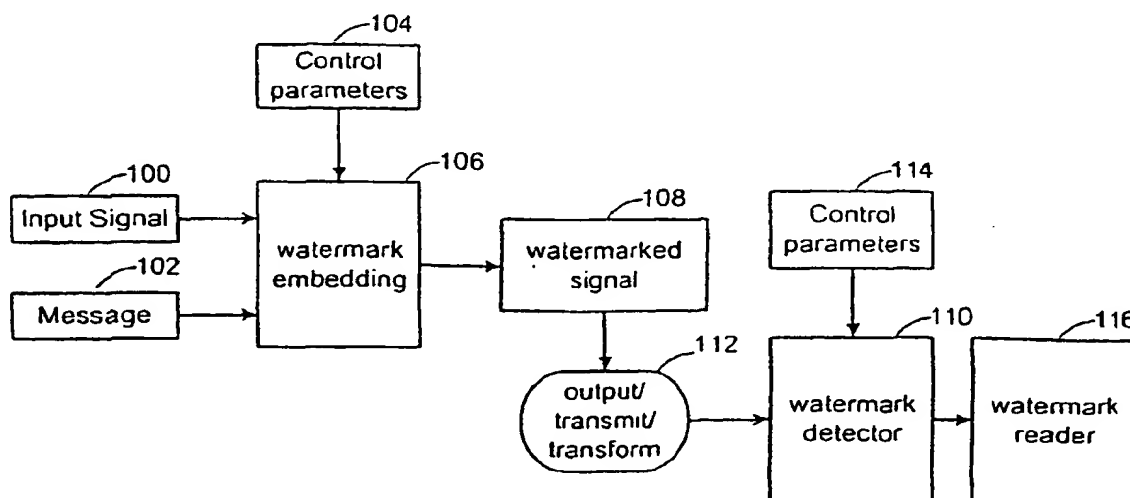 104
Control
parameters
100
Input Signal
102
Message
106
watermark
embedding
108
watermarked
signal
112
output/
transmit/
transform
114
Control
parameters
110
watermark
detector
116
watermark
reader